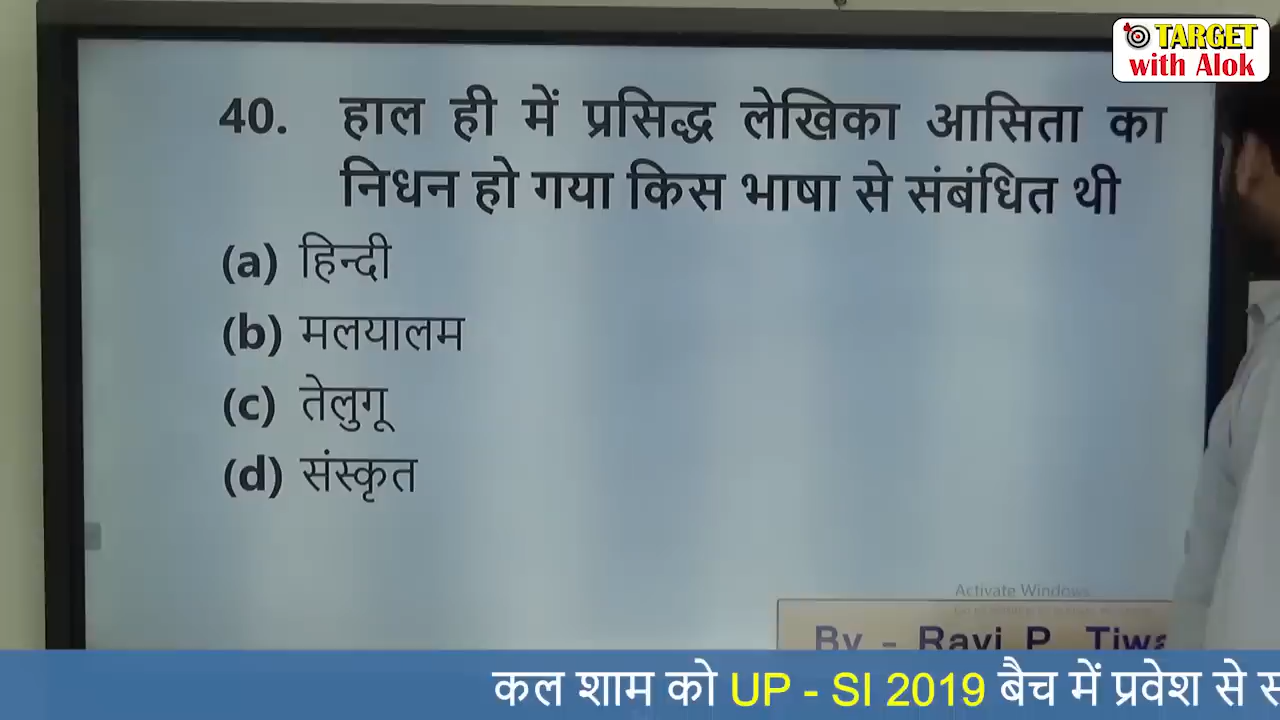 TARGET
with Alok
40. हाल ही में प्रसिद्ध लेखिका आसिता का
निधन हो गया किस भाषा से संबंधित थी
(a) हिन्दी
(b) मलयालम
(c) तेलुगू
(d) संस्कृत
Activate Windows
By - Ravi P.
कल शाम को UP - SI 2019 बैच में प्रवेश से